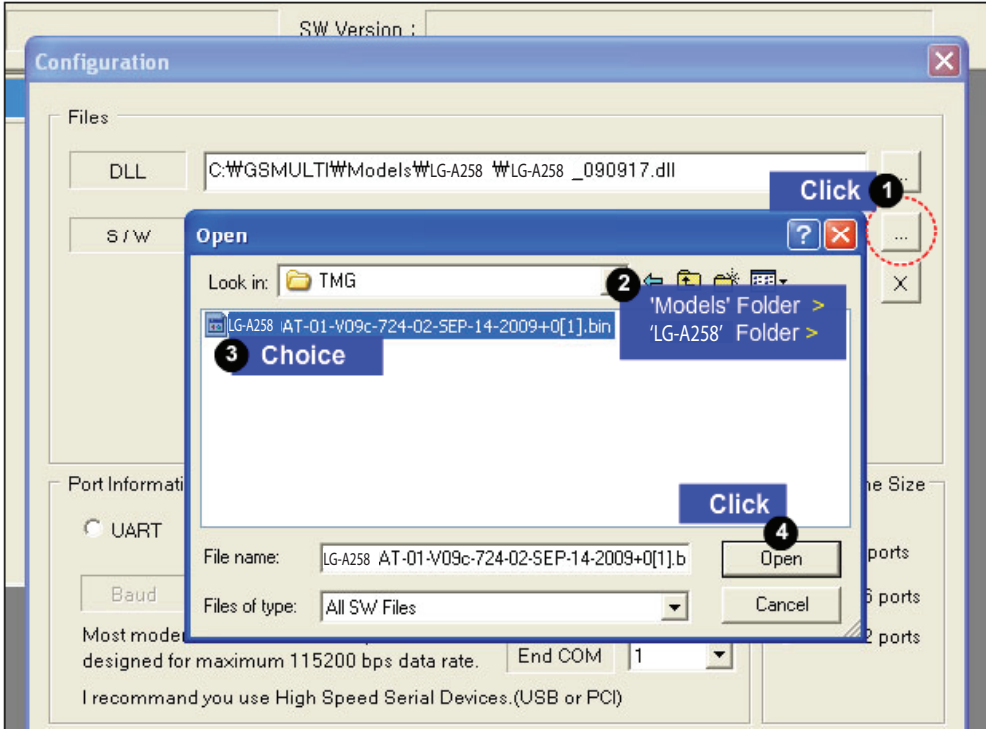 SW Version :
Configuration
Files
DLL
C:₩GSMULTI₩Models₩LG-A258 ₩LG-A258 _090917.dll
...
Click 1
S / W
...
X
Open
?
Look in: TMG
2
'Models' Folder >
'LG-A258' Folder >
LG-A258 AT-01-V09c-724-02-SEP-14-2009+0[1].bin
3 Choice
Click
4
File name: LG-A258 AT-01-V09c-724-02-SEP-14-2009+0[1].b
Open
Files of type: All SW Files
Cancel
Port Informati
ne Size
UART
ports
Baud
6 ports
2 ports
Most mode
designed for maximum 115200 bps data rate.
End COM 1
I recommand you use High Speed Serial Devices.(USB or PCI)